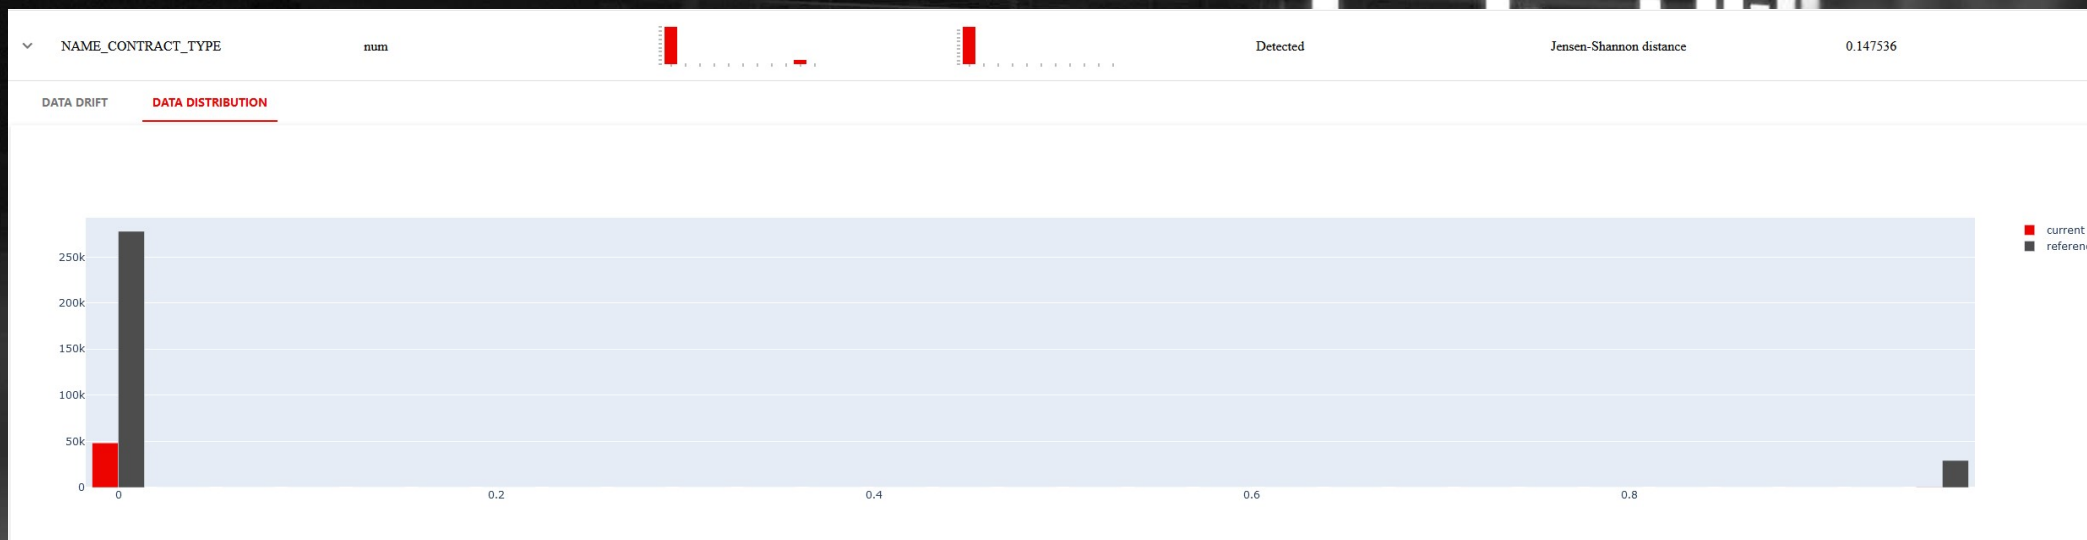 NAME_CONTRACT_TYPE num Detected Jensen-Shannon distance 0.147536
DATA DRIFT DATA DISTRIBUTION
current
referenc
250k
200k
150k
100k
50k
0
0 0.2 0.4 0.6 0.8